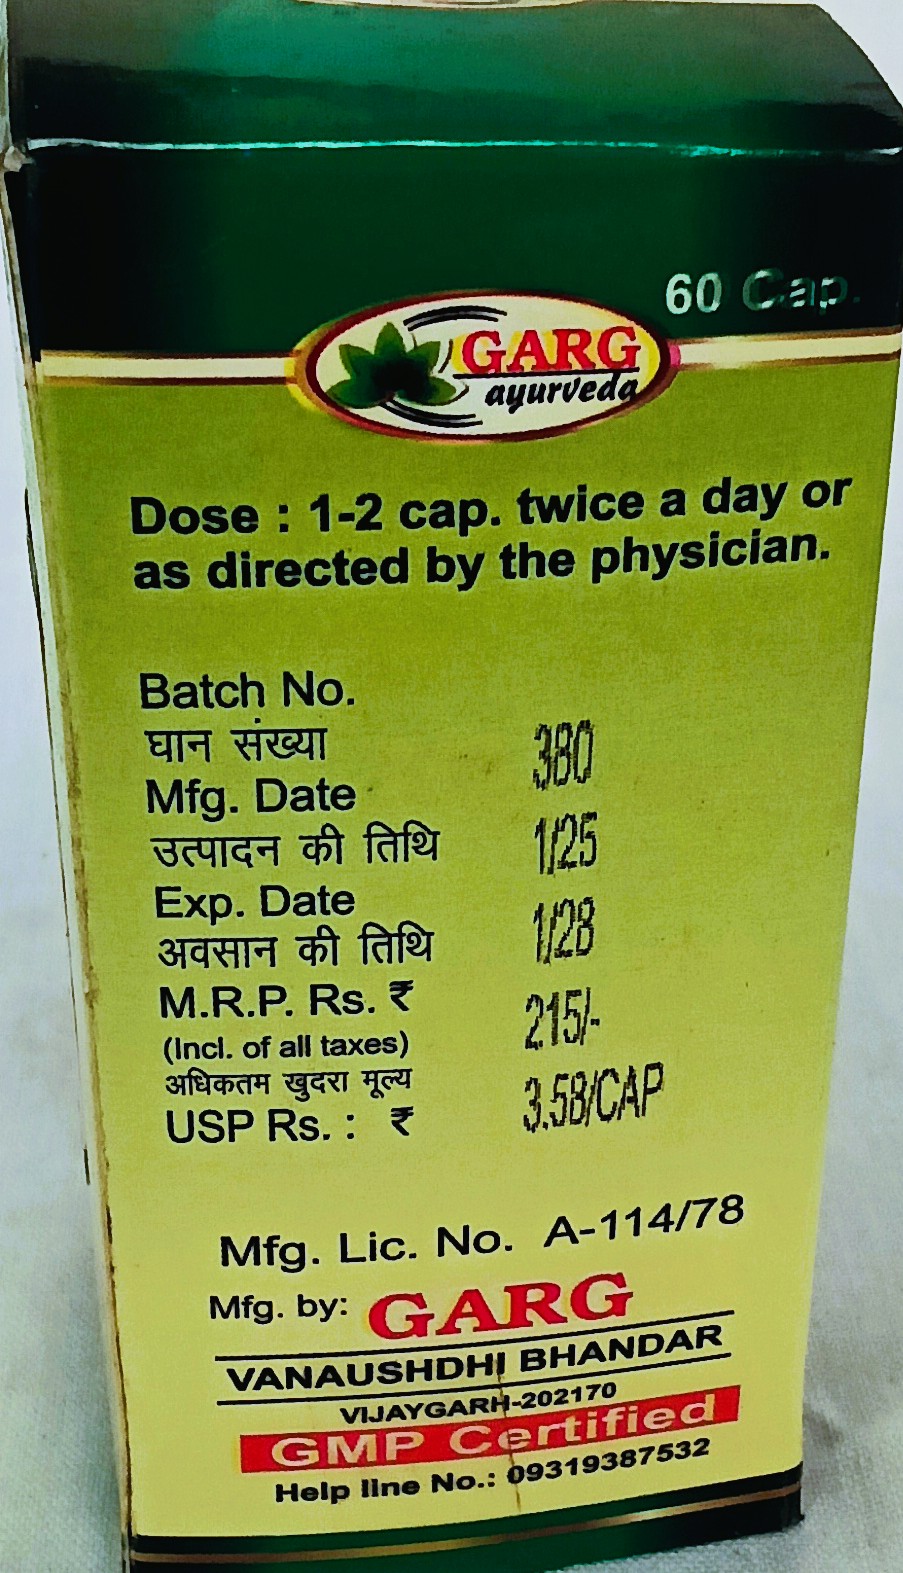 60 Cap.
GARG
ayurveda
Dose : 1-2 cap. twice a day or
as directed by the physician.
Batch No.
घान संख्या 380
Mfg. Date
उत्पादन की तिथि 1/25
Exp. Date
अवसान की तिथि 1/28
M.R.P. Rs. ₹ 215/-
(Incl. of all taxes)
अधिकतम खुदरा मूल्य
USP Rs. : ₹ 3.58/CAP
Mfg. Lic. No. A-114/78
Mfg. by: GARG
VANAUSHDHI BHANDAR
VIJAYGARH-202170
GMP Certified
Help line No.: 09319387532